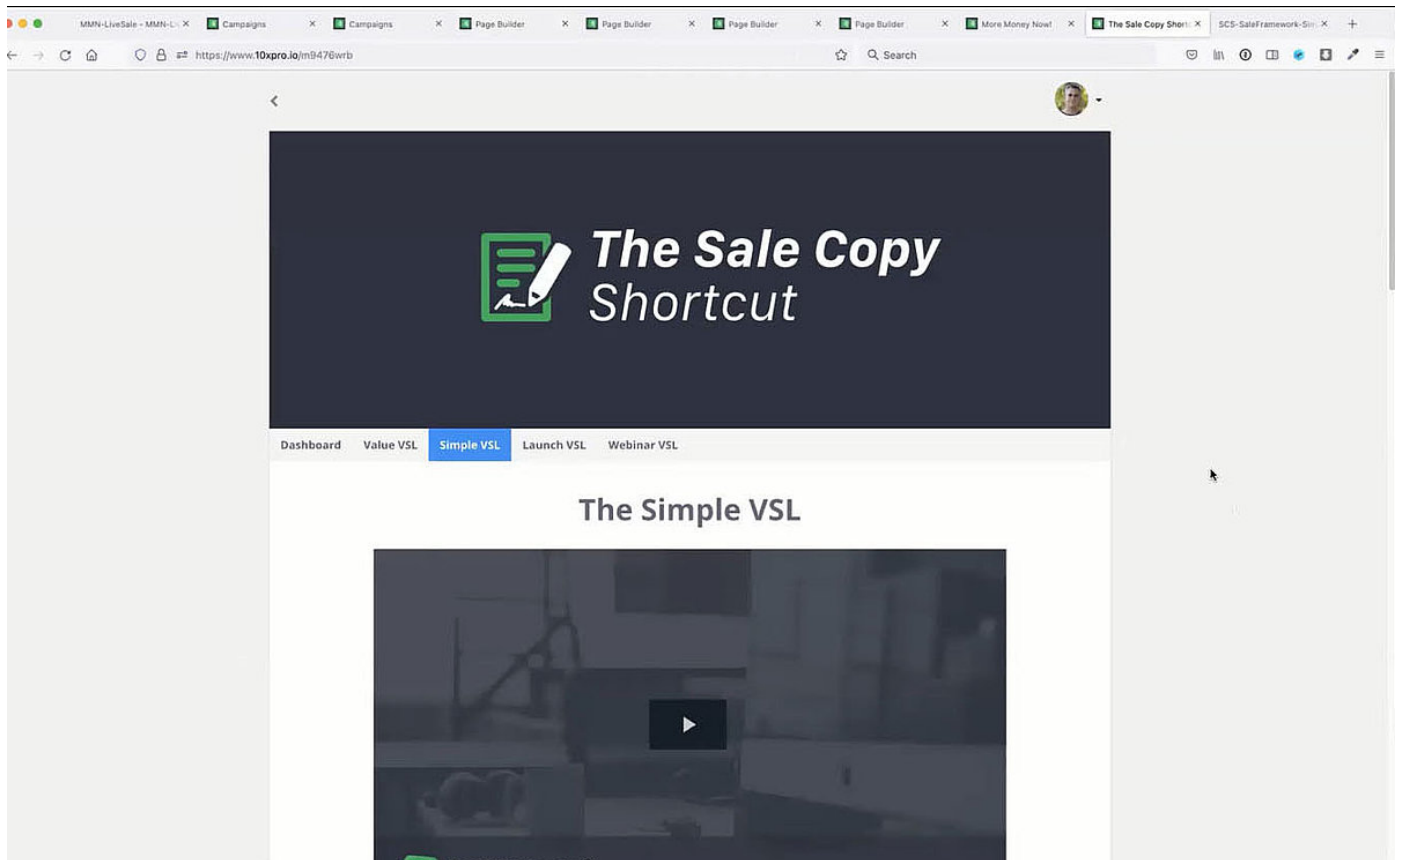 MMN-LiveSale - MMN-Li
Campaigns
Campaigns
Page Builder
Page Builder
Page Builder
Page Builder
More Money Now!
The Sale Copy Short
SCS-SaleFramework-Sim
https://www.10xpro.io/m9476wrb
Search
The Sale Copy
Shortcut
Dashboard Value VSL Simple VSL Launch VSL Webinar VSL
The Simple VSL